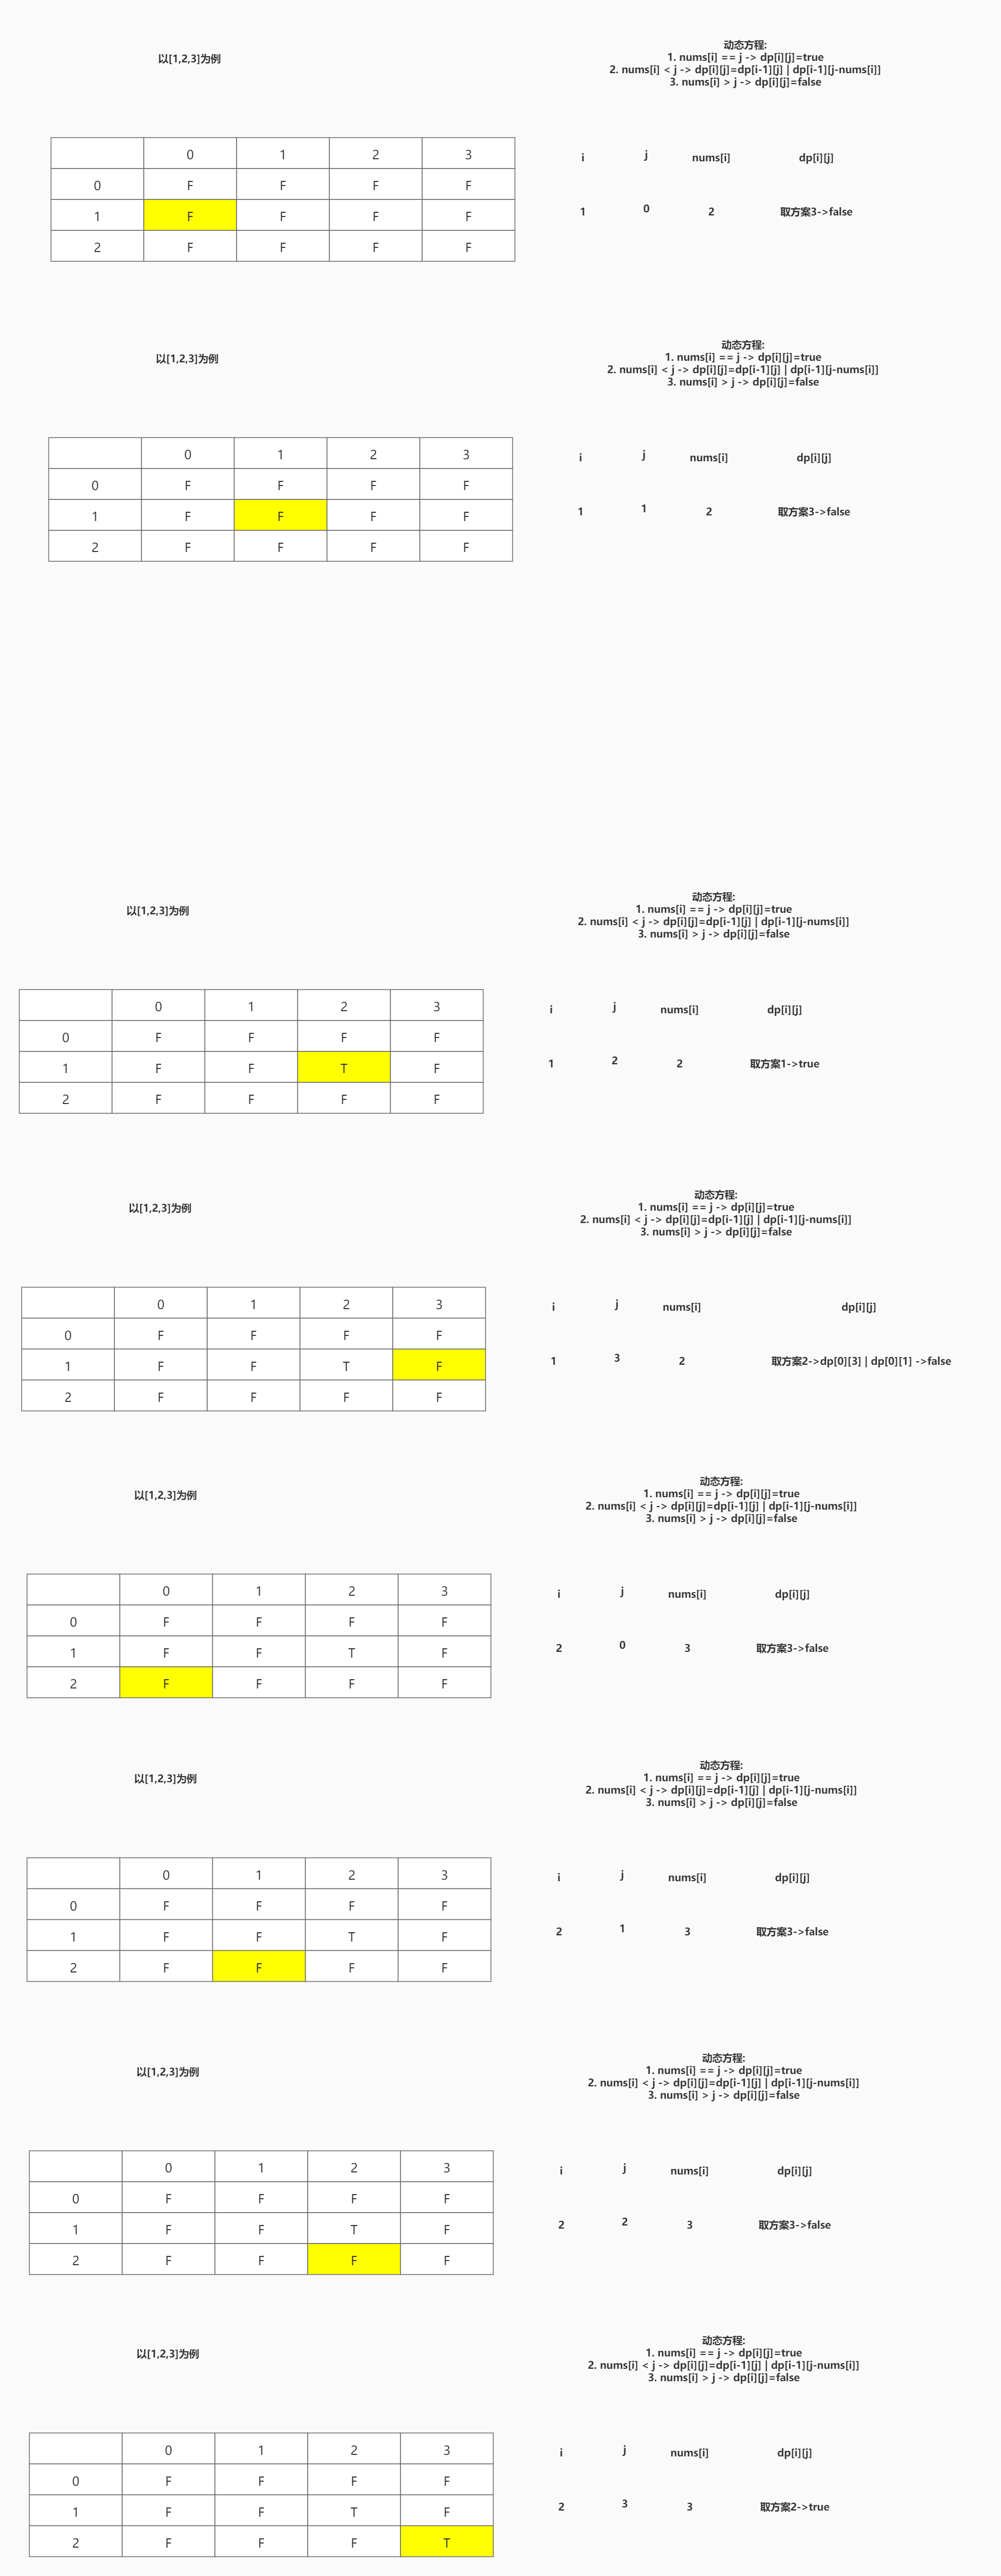 以[1,2,3]为例
动态方程:
1. nums[i] == j -> dp[i][j]=true
2. nums[i] < j -> dp[i][j]=dp[i-1][j] | dp[i-1][j-nums[i]]
3. nums[i] > j -> dp[i][j]=false
0 1 2 3
0 F F F F
1 F F F F
2 F F F F
i j nums[i] dp[i][j]
1 0 2 取方案3->false
以[1,2,3]为例
动态方程:
1. nums[i] == j -> dp[i][j]=true
2. nums[i] < j -> dp[i][j]=dp[i-1][j] | dp[i-1][j-nums[i]]
3. nums[i] > j -> dp[i][j]=false
0 1 2 3
0 F F F F
1 F F F F
2 F F F F
i j nums[i] dp[i][j]
1 1 2 取方案3->false
以[1,2,3]为例
动态方程:
1. nums[i] == j -> dp[i][j]=true
2. nums[i] < j -> dp[i][j]=dp[i-1][j] | dp[i-1][j-nums[i]]
3. nums[i] > j -> dp[i][j]=false
0 1 2 3
0 F F F F
1 F F T F
2 F F F F
i j nums[i] dp[i][j]
1 2 2 取方案1->true
以[1,2,3]为例
动态方程:
1. nums[i] == j -> dp[i][j]=true
2. nums[i] < j -> dp[i][j]=dp[i-1][j] | dp[i-1][j-nums[i]]
3. nums[i] > j -> dp[i][j]=false
0 1 2 3
0 F F F F
1 F F T F
2 F F F F
i j nums[i] dp[i][j]
1 3 2 取方案2->dp[0][3] | dp[0][1] ->false
以[1,2,3]为例
动态方程:
1. nums[i] == j -> dp[i][j]=true
2. nums[i] < j -> dp[i][j]=dp[i-1][j] | dp[i-1][j-nums[i]]
3. nums[i] > j -> dp[i][j]=false
0 1 2 3
0 F F F F
1 F F T F
2 F F F F
i j nums[i] dp[i][j]
2 0 3 取方案3->false
以[1,2,3]为例
动态方程:
1. nums[i] == j -> dp[i][j]=true
2. nums[i] < j -> dp[i][j]=dp[i-1][j] | dp[i-1][j-nums[i]]
3. nums[i] > j -> dp[i][j]=false
0 1 2 3
0 F F F F
1 F F T F
2 F F F F
i j nums[i] dp[i][j]
2 1 3 取方案3->false
以[1,2,3]为例
动态方程:
1. nums[i] == j -> dp[i][j]=true
2. nums[i] < j -> dp[i][j]=dp[i-1][j] | dp[i-1][j-nums[i]]
3. nums[i] > j -> dp[i][j]=false
0 1 2 3
0 F F F F
1 F F T F
2 F F F F
i j nums[i] dp[i][j]
2 2 3 取方案3->false
以[1,2,3]为例
动态方程:
1. nums[i] == j -> dp[i][j]=true
2. nums[i] < j -> dp[i][j]=dp[i-1][j] | dp[i-1][j-nums[i]]
3. nums[i] > j -> dp[i][j]=false
0 1 2 3
0 F F F F
1 F F T F
2 F F F T
i j nums[i] dp[i][j]
2 3 3 取方案2->true